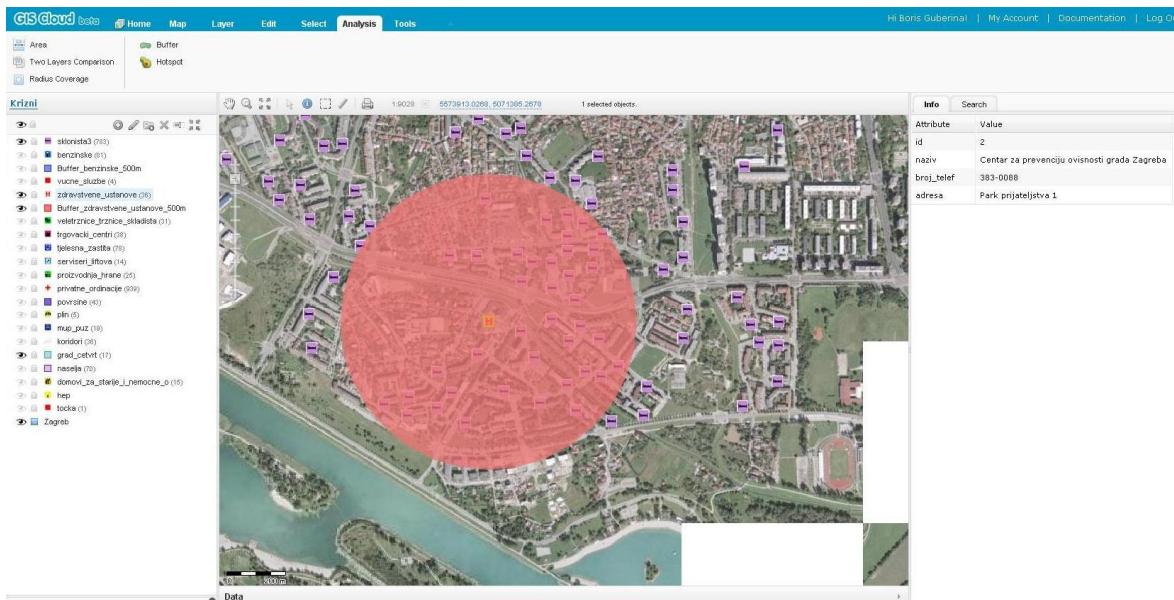 GIS Cloud beta
Home Map Layer Edit Select Analysis Tools
Hi Boris Guberina! | My Account | Documentation | Log O
Area
Two Layers Comparison
Radius Coverage
Buffer
Hotspot
Krizni
1:9028
5573913.0268, 5071385.2678
1 selected objects.
sklonista3 (783)
benzinske (81)
Buffer_benzinske_500m
vucne_sluzbe (4)
zdravstvene_ustanove (36)
Buffer_zdravstvene_ustanove_500m
veletrznice_trznice_skladista (31)
trgovacki_centri (38)
tjelesna_zastita (78)
serviseri_liftova (14)
proizvodnja_hrane (25)
privatne_ordinacije (939)
povrsine (43)
plin (5)
mup_puz (18)
koridori (36)
grad_cetvrt (17)
naselja (70)
domovi_za_starije_i_nemocne_o (15)
hep
tocka (1)
Zagreb
H
0 2000 m
Data
Info Search
Attribute Value
id 2
naziv Centar za prevenciju ovisnosti grada Zagreba
broj_telef 383-0088
adresa Park prijateljstva 1